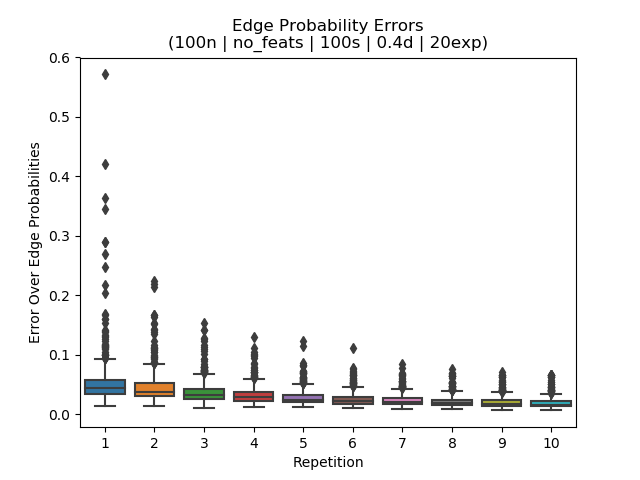 Edge Probability Errors
(100n | no_feats | 100s | 0.4d | 20exp)
0.6
0.5
0.4
0.3
0.2
0.1
0.0
Error Over Edge Probabilities
1 2 3 4 5 6 7 8 9 10
Repetition